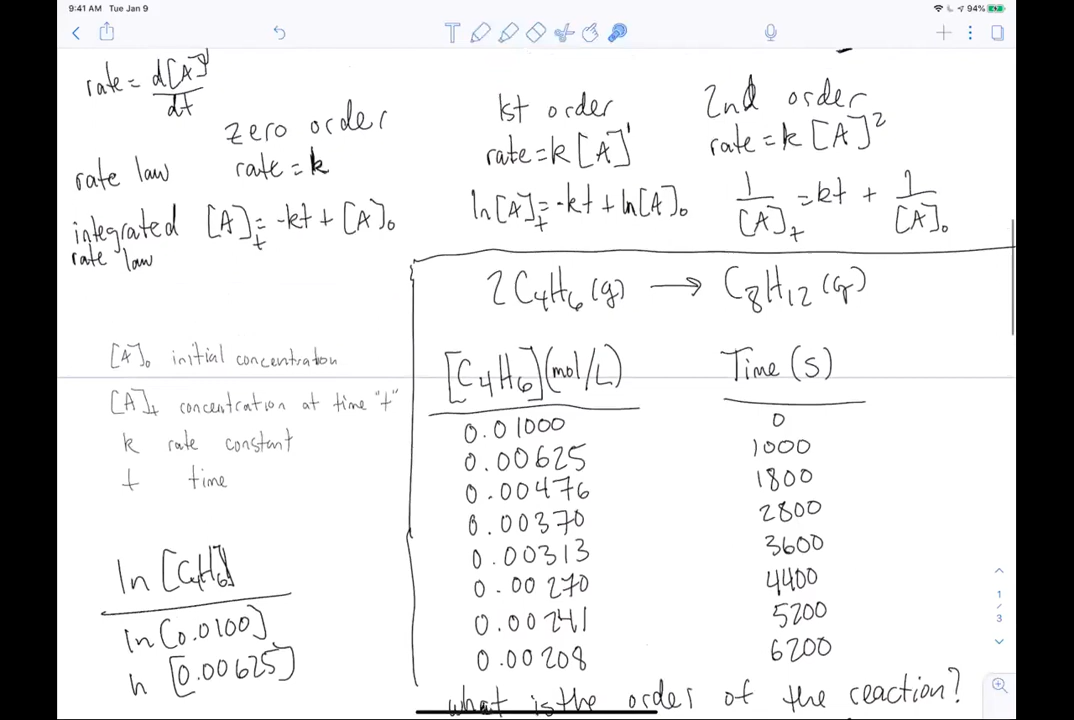 9:41 AM Tue Jan 9
94%
rate = d[A]/dt
zero order
1st order
2nd order
rate law
rate = k
rate = k[A]^1
rate = k[A]^2
integrated rate law
[A]t = -kt + [A]0
ln[A]t = -kt + ln[A]0
1/[A]t = kt + 1/[A]0
2C4H6(g) → C8H12(g)
[A]0 initial concentration
[A]t concentration at time "t"
k rate constant
t time
[C4H6](mol/L) Time (s)
0.01000 0
0.00625 1000
0.00476 1800
0.00370 2800
0.00313 3600
0.00270 4400
0.00241 5200
0.00208 6200
ln [C4H6]
ln[0.0100]
ln [0.00625]
what is the order of the reaction?
1
/
3